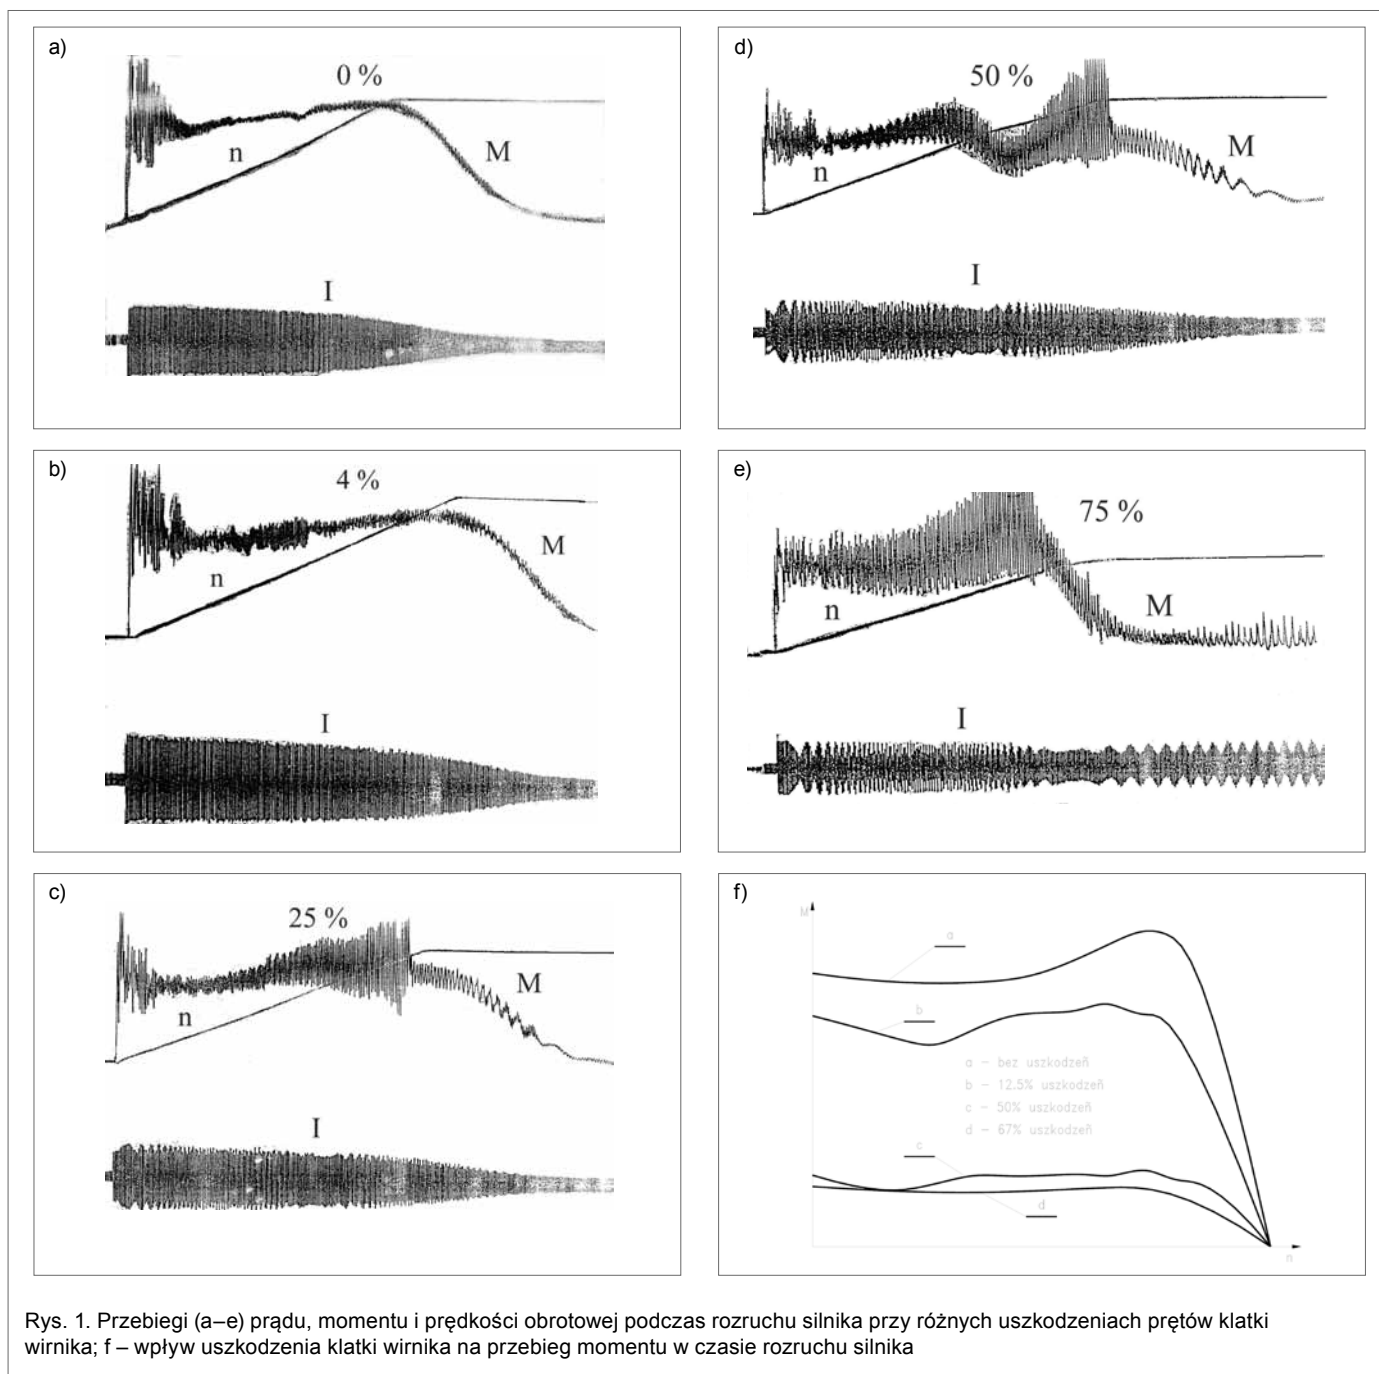 a)
0 %
n
M
I
b)
4 %
n
M
I
c)
25 %
n
M
I
d)
50 %
n
M
I
e)
75 %
n
M
I
f)
M
a
b
a – bez uszkodzeń
b – 12.5% uszkodzeń
c – 50% uszkodzeń
d – 67% uszkodzeń
c
d
n
Rys. 1. Przebiegi (a–e) prądu, momentu i prędkości obrotowej podczas rozruchu silnika przy różnych uszkodzeniach prętów klatki
wirnika; f – wpływ uszkodzenia klatki wirnika na przebieg momentu w czasie rozruchu silnika